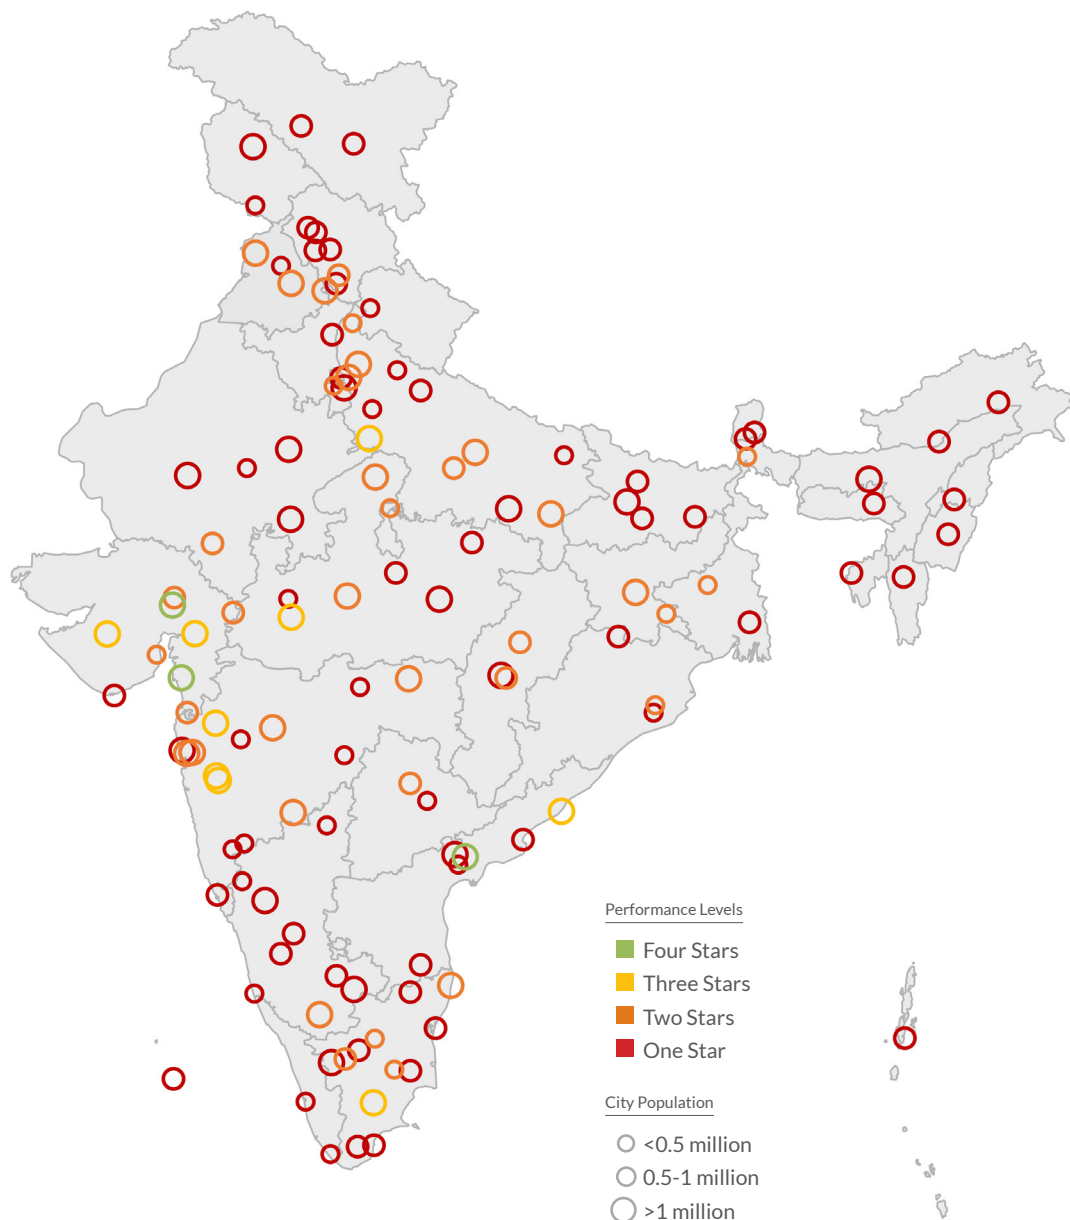 Performance Levels
Four Stars
Three Stars
Two Stars
One Star
City Population
<0.5 million
0.5-1 million
>1 million